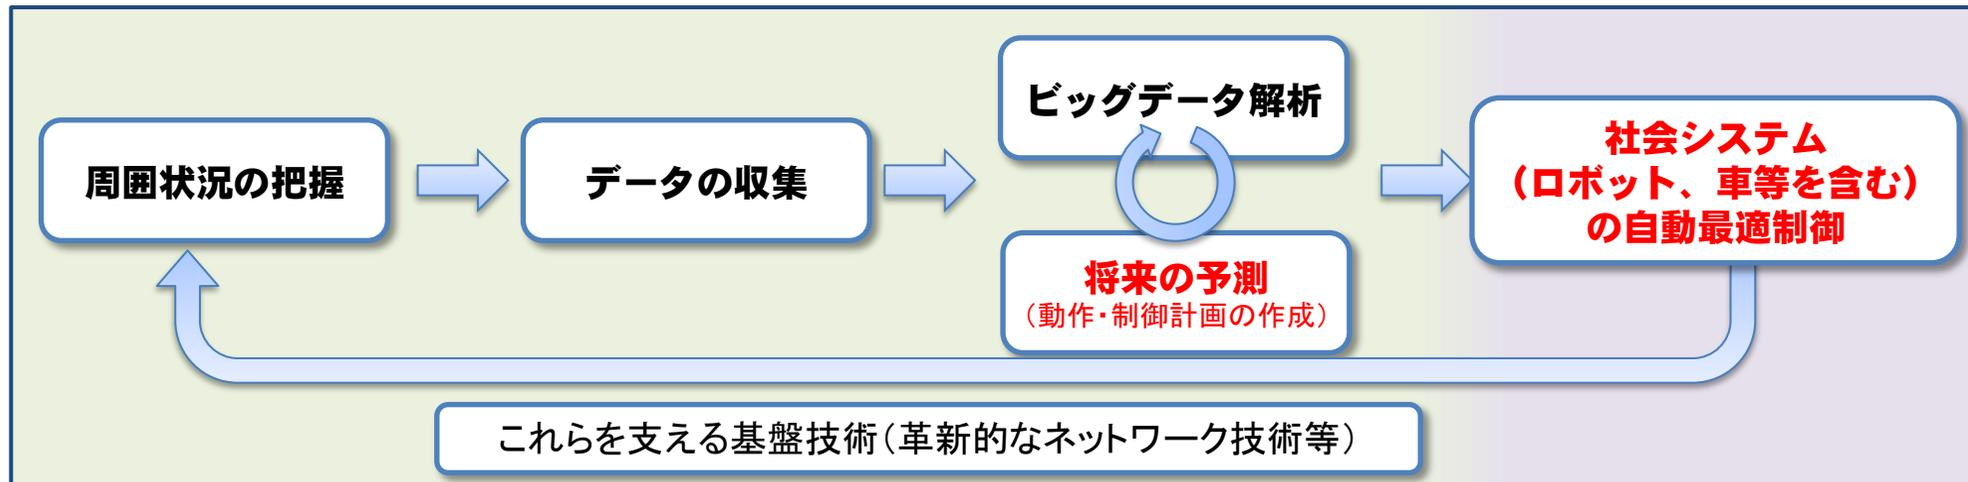 周囲状況の把握
データの収集
ビッグデータ解析
将来の予測
（動作・制御計画の作成）
社会システム
（ロボット、車等を含む）
の自動最適制御
これらを支える基盤技術（革新的なネットワーク技術等）